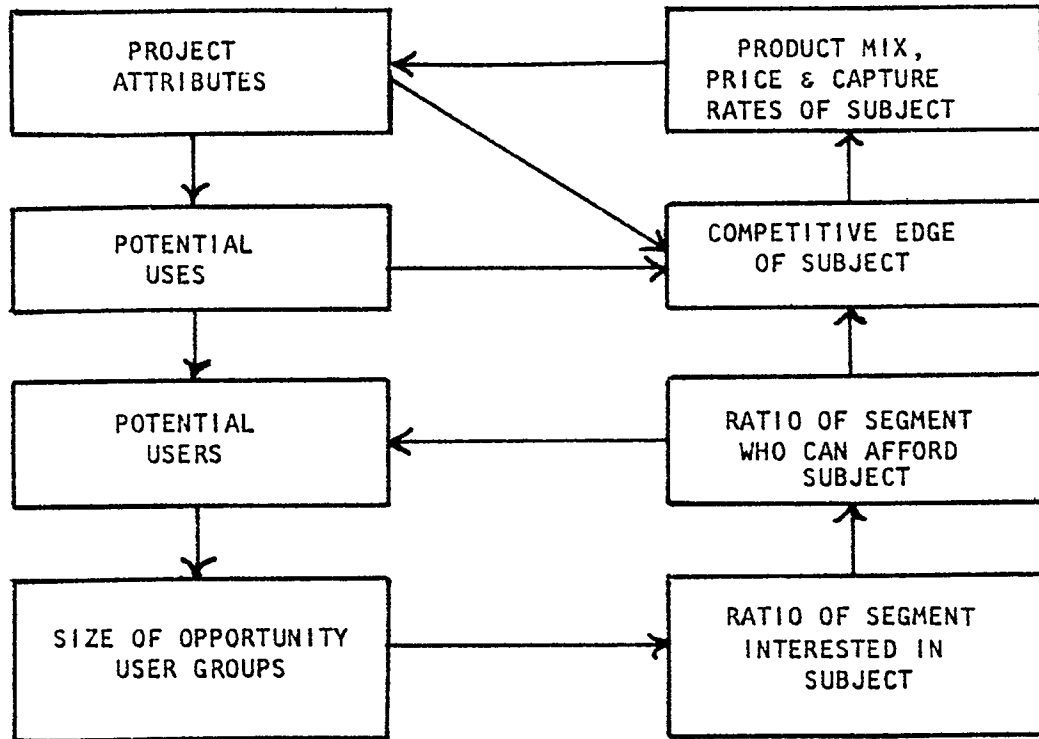 PROJECT
ATTRIBUTES
PRODUCT MIX,
PRICE & CAPTURE
RATES OF SUBJECT
POTENTIAL
USES
COMPETITIVE EDGE
OF SUBJECT
POTENTIAL
USERS
RATIO OF SEGMENT
WHO CAN AFFORD
SUBJECT
SIZE OF OPPORTUNITY
USER GROUPS
RATIO OF SEGMENT
INTERESTED IN
SUBJECT